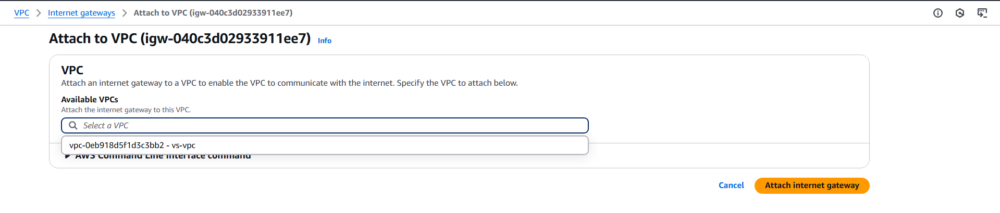 VPC > Internet gateways > Attach to VPC (igw-040c3d02933911ee7)
Attach to VPC (igw-040c3d02933911ee7) Info
VPC
Attach an internet gateway to a VPC to enable the VPC to communicate with the internet. Specify the VPC to attach below.
Available VPCs
Attach the internet gateway to this VPC.
Select a VPC
vpc-0eb918d5f1d3c3bb2 - vs-vpc
AWS Command Line Interface command
Cancel Attach internet gateway